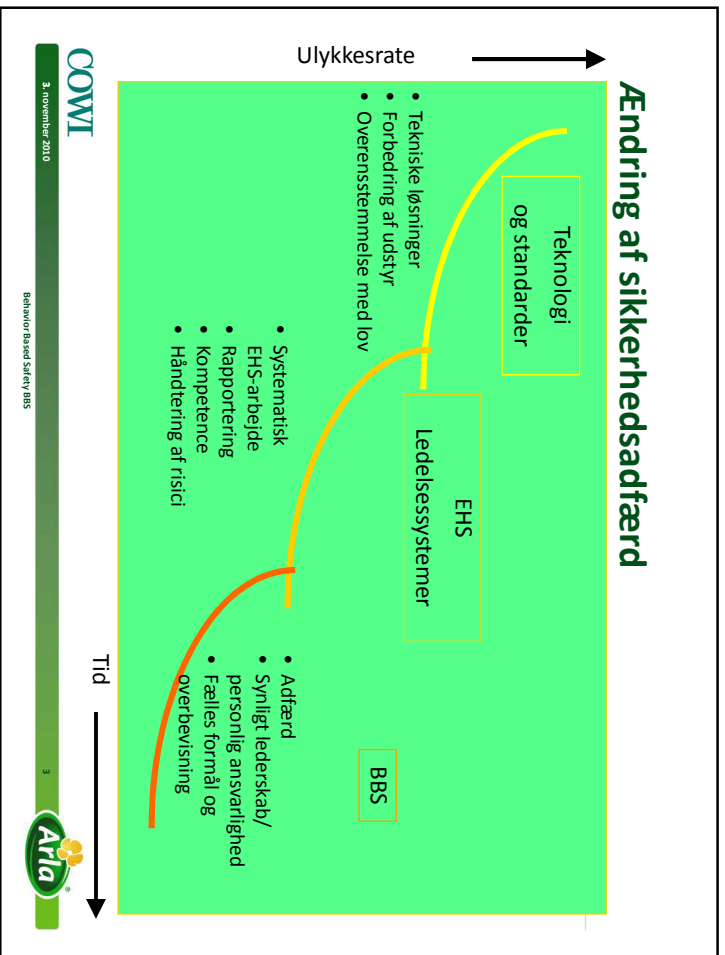 Ændring af sikkerhedsadfærd
Ulykkesrate
Teknologi
og standarder
• Tekniske løsninger
• Forbedring af udstyr
• Overensstemmelse med lov
EHS
Ledelsessystemer
• Systematisk
EHS-arbejde
• Rapportering
• Kompetence
• Håndtering af risici
BBS
• Adfærd
• Synligt lederskab/
personlig ansvarlighed
• Fælles formål og
overbevisning
Tid
COWI
3. november 2010
Behavior Based Safety BBS
3
Arla
®